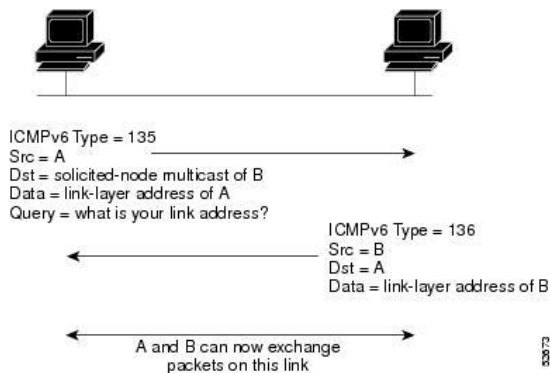 ICMPv6 Type = 135
Src = A
Dst = solicited-node multicast of B
Data = link-layer address of A
Query = what is your link address?
ICMPv6 Type = 136
Src = B
Dst = A
Data = link-layer address of B
A and B can now exchange
packets on this link
52673